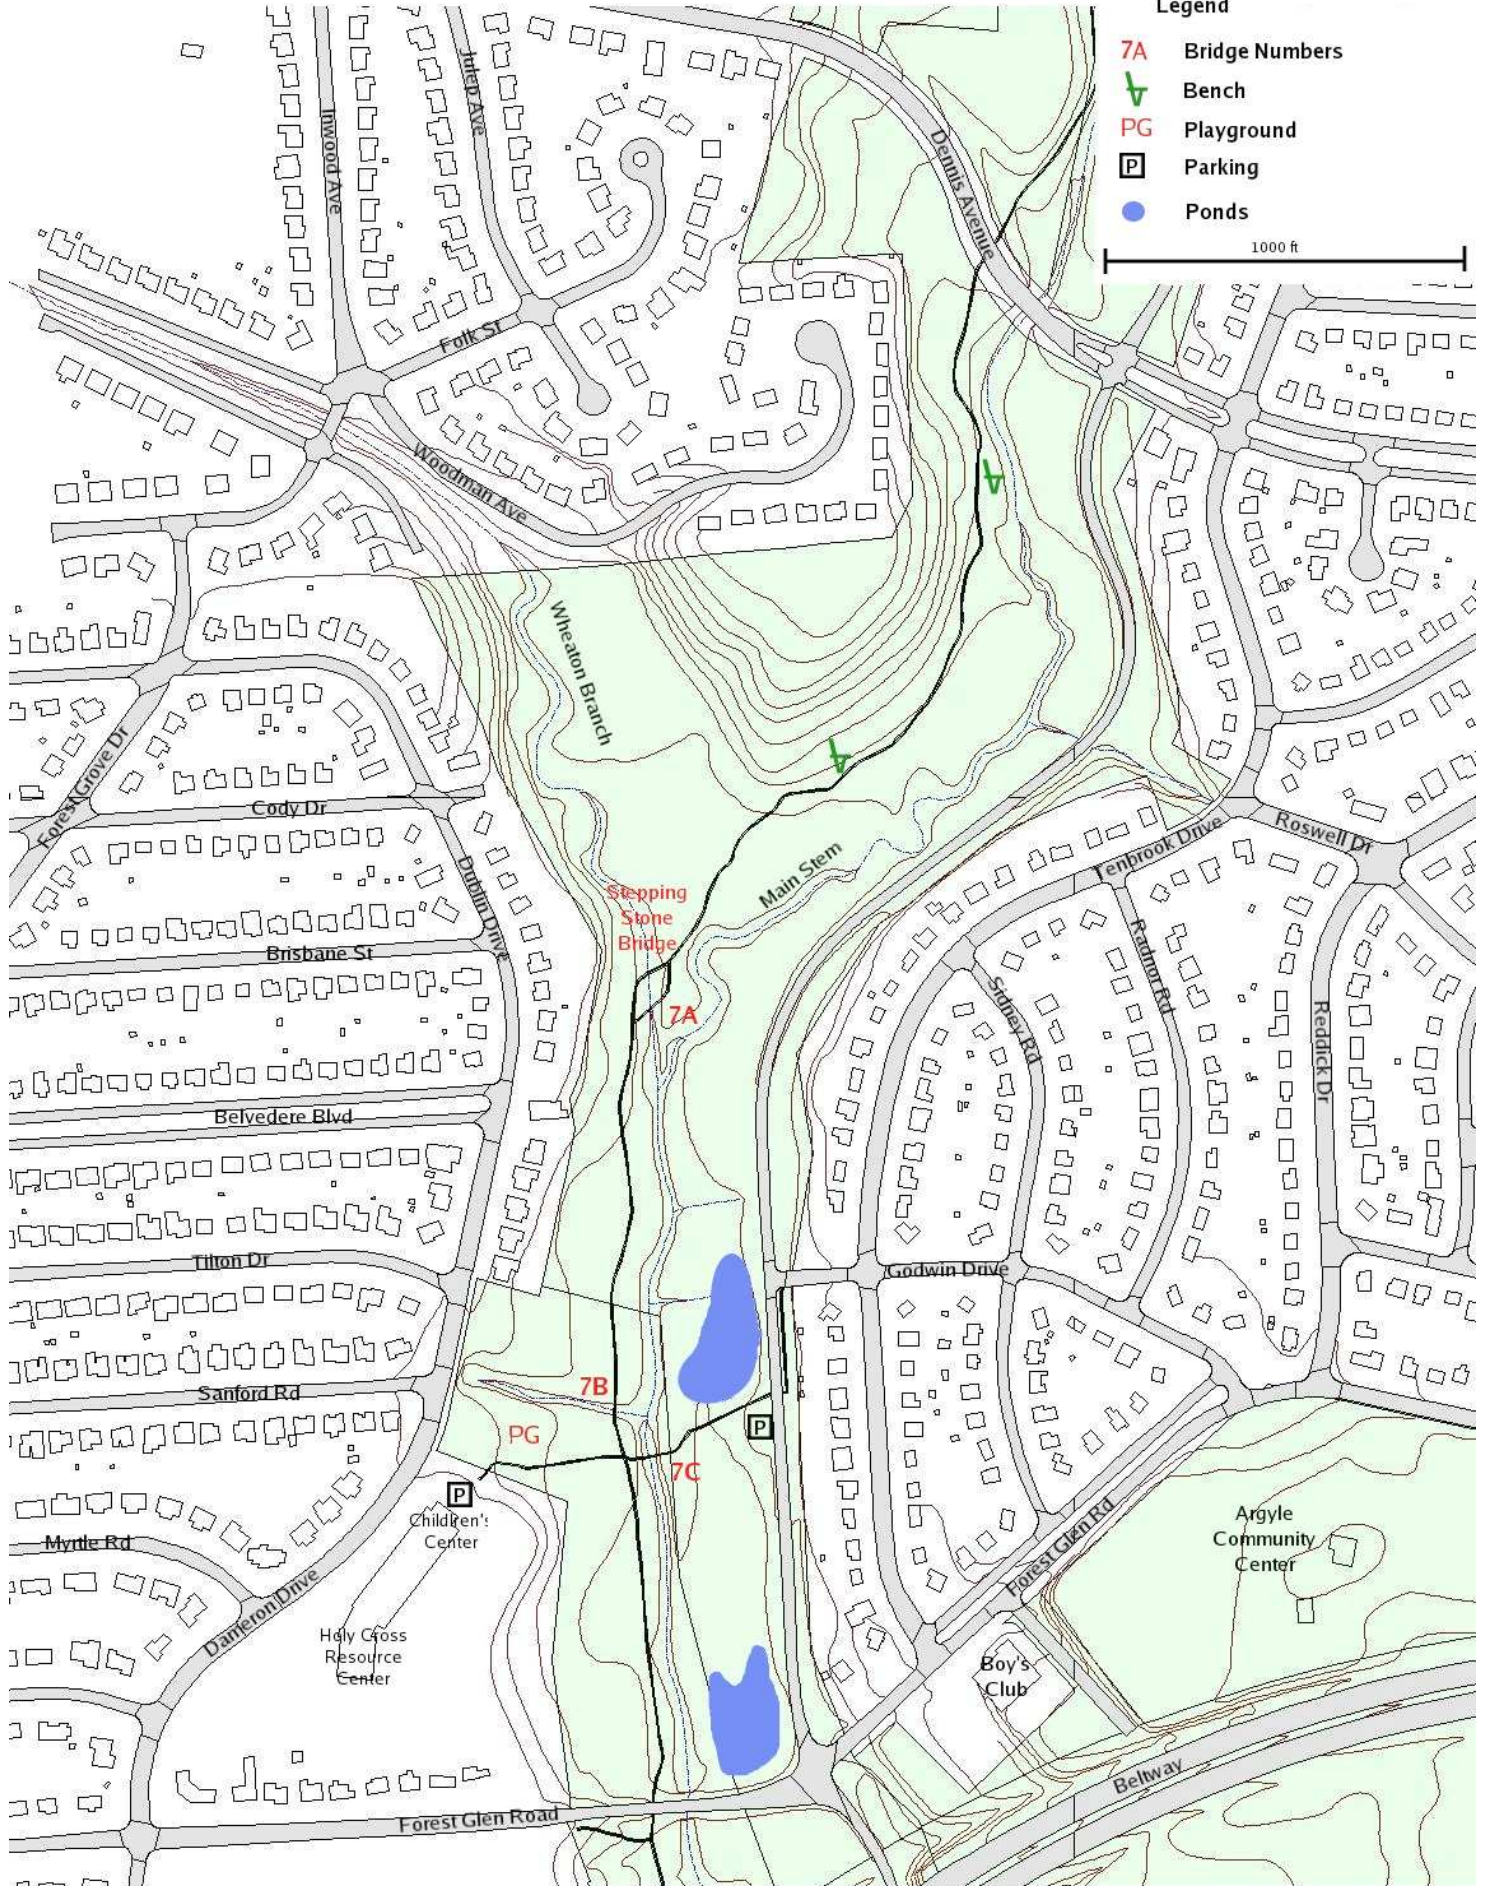 Legend
7A Bridge Numbers
Bench
PG Playground
P Parking
Ponds
1000 ft
Julep Ave
Inwood Ave
Dennis Avenue
Folk St
Woodman Ave
Wheaton Branch
Forest Grove Dr
Cody Dr
Dublin Drive
Main Stem
Tenbrook Drive
Roswell Dr
Stepping
Stone
Bridge
Brisbane St
Radnor Rd
Sidney Rd
Reddick Dr
7A
Belvedere Blvd
Tilton Dr
Godwin Drive
7B
Sanford Rd
PG
P
7C
P
Children's
Center
Argyle
Community
Center
Myrtle Rd
Forest Glen Rd
Dameron Drive
Holy Cross
Resource
Center
Boy's
Club
Beltway
Forest Glen Road